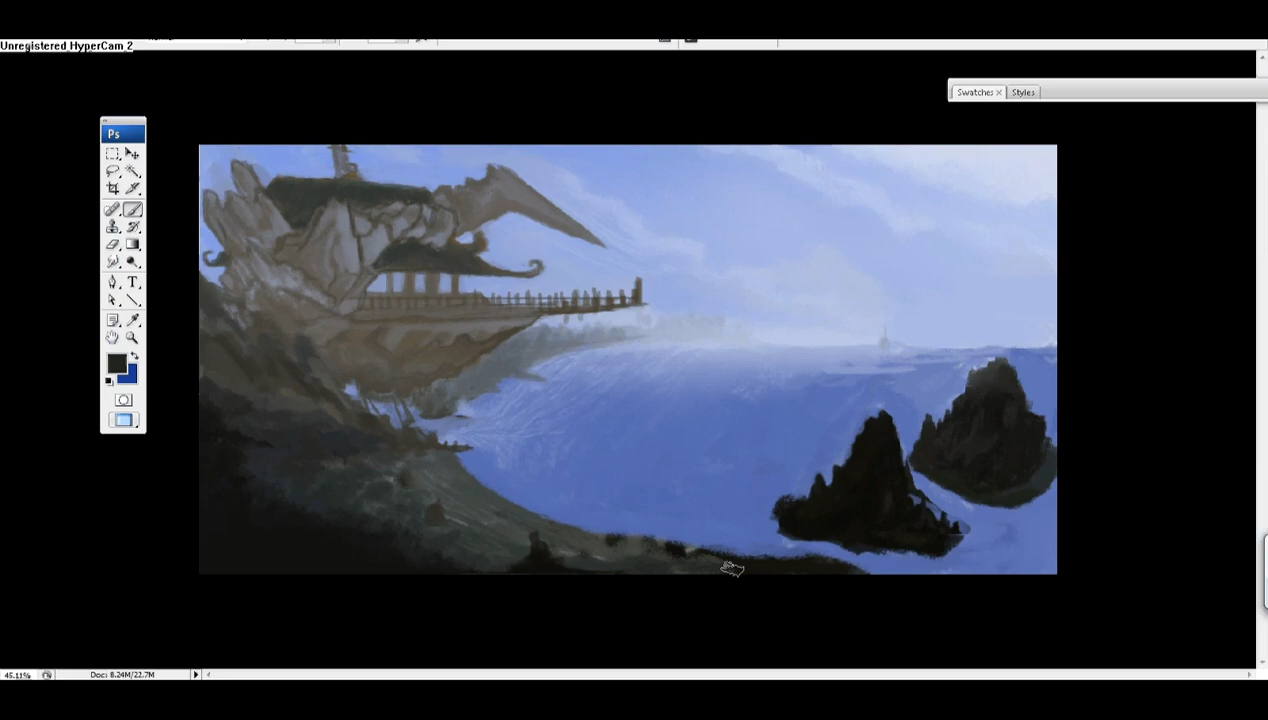 Unregistered HyperCam 2
Swatches × Styles
Ps
T
45.11% Doc: 8.24M/22.7M